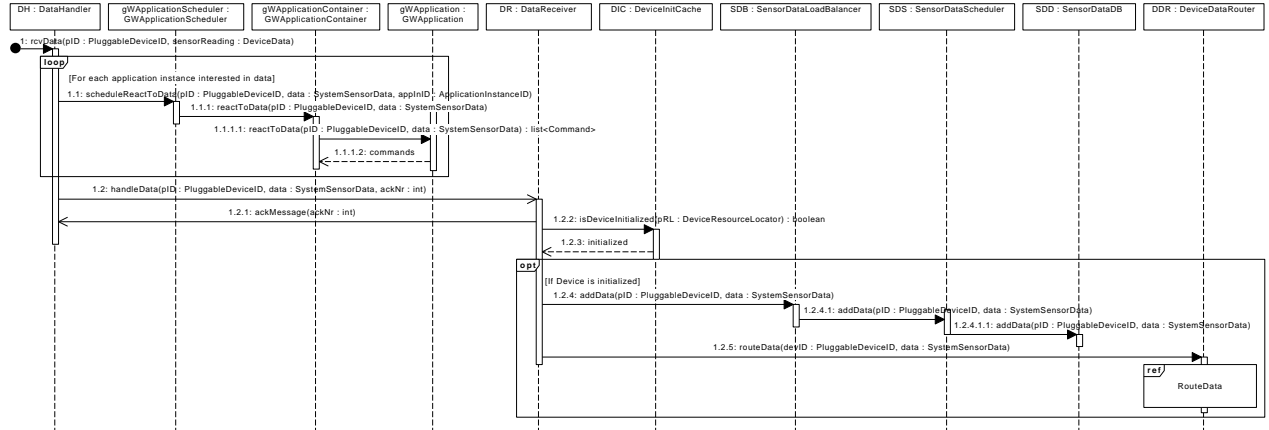 DH : DataHandler
gWApplicationScheduler :
GWApplicationScheduler
gWApplicationContainer :
GWApplicationContainer
gWApplication :
GWApplication
DR : DataReceiver
DIC : DeviceInitCache
SDB : SensorDataLoadBalancer
SDS : SensorDataScheduler
SDD : SensorDataDB
DDR : DeviceDataRouter
1: rcvData(pID : PluggableDeviceID, sensorReading : DeviceData)
loop
[For each application instance interested in data]
1.1: scheduleReactToData(pID : PluggableDeviceID, data : SystemSensorData, appInID : ApplicationInstanceID)
1.1.1: reactToData(pID : PluggableDeviceID, data : SystemSensorData)
1.1.1.1: reactToData(pID : PluggableDeviceID, data : SystemSensorData) : list<Command>
1.1.1.2: commands
1.2: handleData(pID : PluggableDeviceID, data : SystemSensorData, ackNr : int)
1.2.1: ackMessage(ackNr : int)
1.2.2: isDeviceInitialized(pRL : DeviceResourceLocator) : boolean
1.2.3: initialized
opt
[If Device is initialized]
1.2.4: addData(pID : PluggableDeviceID, data : SystemSensorData)
1.2.4.1: addData(pID : PluggableDeviceID, data : SystemSensorData)
1.2.4.1.1: addData(pID : PluggableDeviceID, data : SystemSensorData)
1.2.5: routeData(devID : PluggableDeviceID, data : SystemSensorData)
ref
RouteData